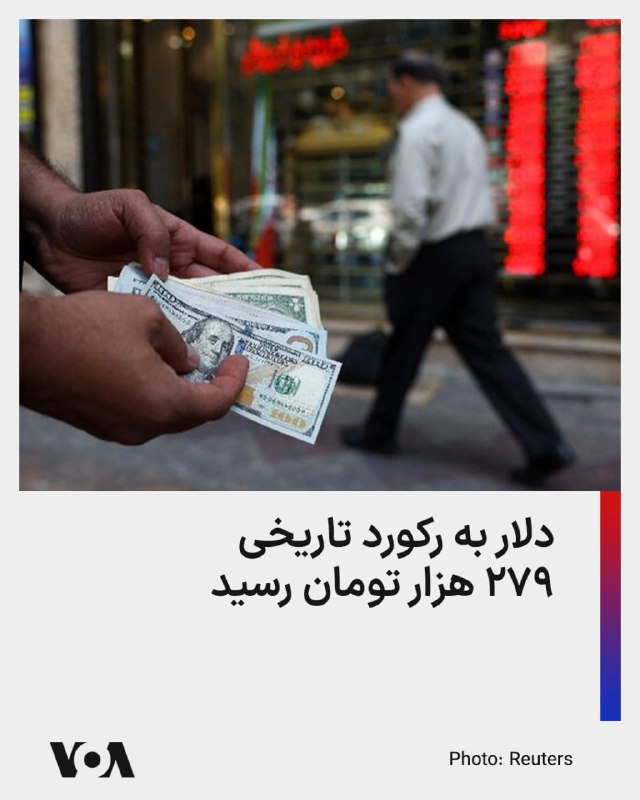 دلار به رکورد تاریخی
۲۷۹ هزار تومان رسید
VOA
Photo: Reuters